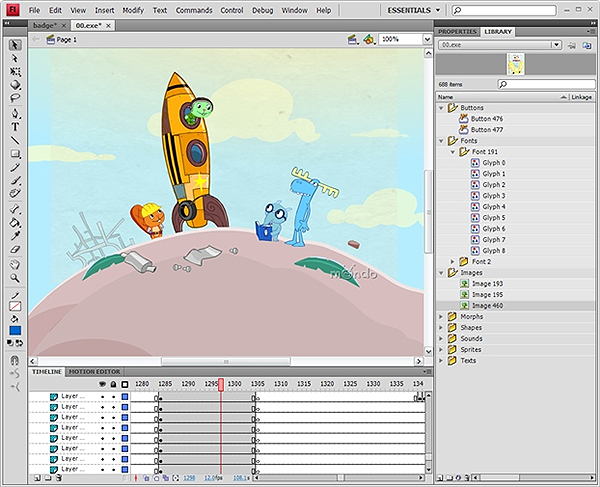 Fl File Edit View Insert Modify Text Commands Control Debug Window Help ESSENTIALS
badge* × 00.exe* ×
Page 1 100%
mondo
PROPERTIES LIBRARY
00.exe
688 items
Name Linkage
Buttons
Button 476
Button 477
Fonts
Font 191
Glyph 0
Glyph 1
Glyph 2
Glyph 3
Glyph 4
Glyph 5
Glyph 6
Glyph 7
Glyph 8
Font 2
Images
Image 193
Image 195
Image 460
Morphs
Shapes
Sounds
Sprites
Texts
TIMELINE MOTION EDITOR
1280 1285 1290 1295 1300 1305 1310 1315 1320 1325 1330 1335 134
Layer ...
Layer ...
Layer ...
Layer ...
Layer ...
Layer ...
Layer ...
1298 12.0fps 108.1s